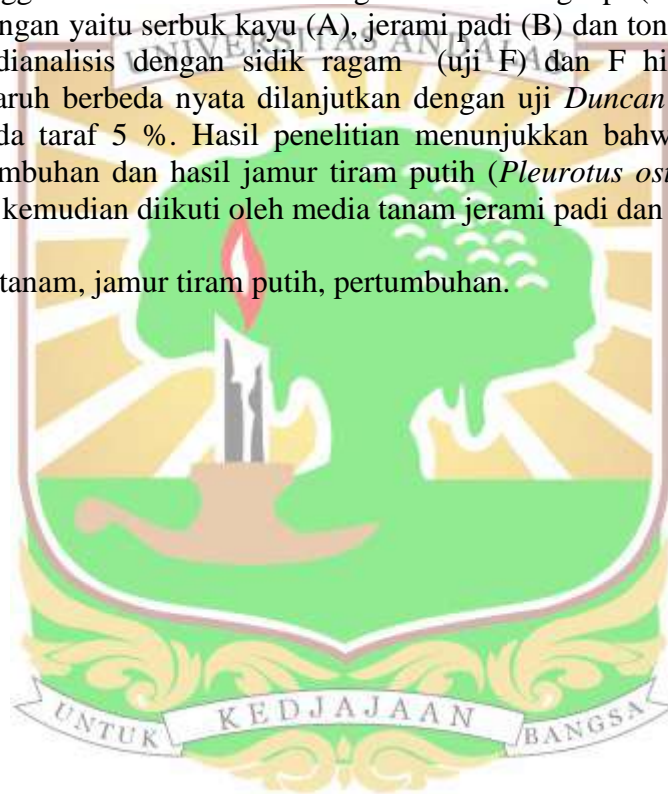 ngan yaitu serbuk kayu (A), jerami padi (B) dan ton
UNIVERSITAS ANDALAS
dianalisis dengan sidik ragam (uji F) dan F hi
aruh berbeda nyata dilanjutkan dengan uji Duncan
da taraf 5 %. Hasil penelitian menunjukkan bahw
mbuhan dan hasil jamur tiram putih (Pleurotus ost
kemudian diikuti oleh media tanam jerami padi dan
tanam, jamur tiram putih, pertumbuhan.
UNTUK KEDJAJAAN BANGSA